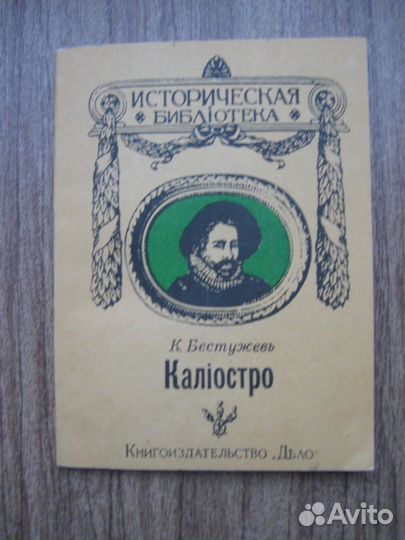 ИСТОРИЧЕСКАЯ
БИБЛІОТЕКА
К. Бестужевъ
Каліостро
Книгоиздательство „Дѣло"
Avito